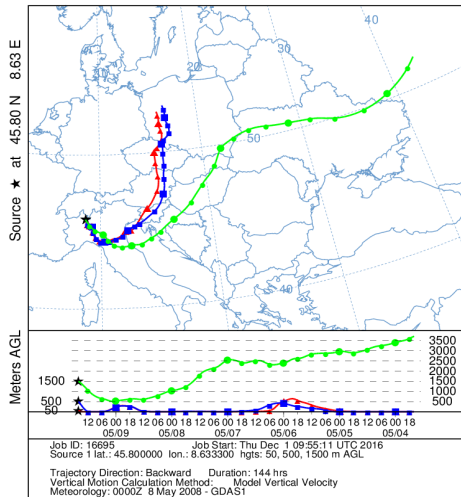 Source ★ at 45.80 N 8.63 E
10
20
30
40
50
40
Meters AGL
1500
500
50
3500
3000
2500
2000
1500
1000
500
12 06 00 18 12 06 00 18 12 06 00 18 12 06 00 18 12 06 00 18 12 06 00 18
05/09 05/08 05/07 05/06 05/05 05/04
Job ID: 16695 Job Start: Thu Dec 1 09:55:11 UTC 2016
Source 1 lat.: 45.800000 lon.: 8.633300 hgts: 50, 500, 1500 m AGL
Trajectory Direction: Backward Duration: 144 hrs
Vertical Motion Calculation Method: Model Vertical Velocity
Meteorology: 0000Z 8 May 2008 - GDAS1